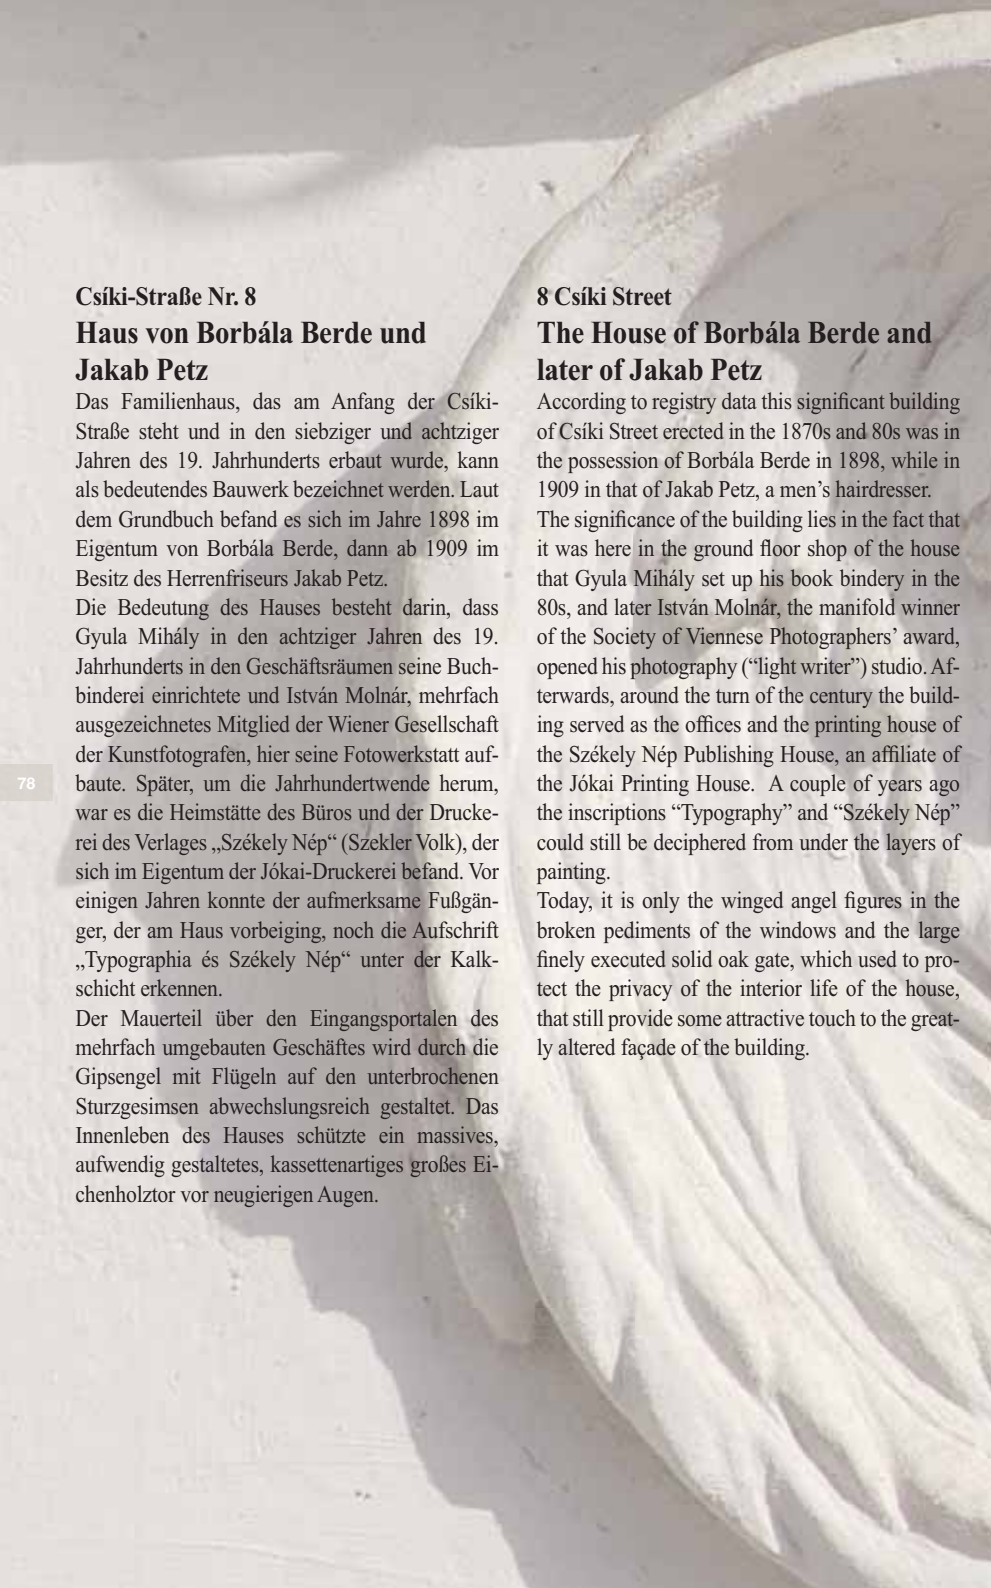 Csíki-Straße Nr. 8
Haus von Borbála Berde und
Jakab Petz
Das Familienhaus, das am Anfang der Csíki-
Straße steht und in den siebziger und achtziger
Jahren des 19. Jahrhunderts erbaut wurde, kann
als bedeutendes Bauwerk bezeichnet werden. Laut
dem Grundbuch befand es sich im Jahre 1898 im
Eigentum von Borbála Berde, dann ab 1909 im
Besitz des Herrenfriseurs Jakab Petz.
Die Bedeutung des Hauses besteht darin, dass
Gyula Mihály in den achtziger Jahren des 19.
Jahrhunderts in den Geschäftsräumen seine Buch-
binderei einrichtete und István Molnár, mehrfach
ausgezeichnetes Mitglied der Wiener Gesellschaft
der Kunstfotografen, hier seine Fotowerkstatt auf-
baute. Später, um die Jahrhundertwende herum,
war es die Heimstätte des Büros und der Drucke-
rei des Verlages „Székely Nép“ (Szekler Volk), der
sich im Eigentum der Jókai-Druckerei befand. Vor
einigen Jahren konnte der aufmerksame Fußgän-
ger, der am Haus vorbeiging, noch die Aufschrift
„Typographia és Székely Nép“ unter der Kalk-
schicht erkennen.
Der Mauerteil über den Eingangsportalen des
mehrfach umgebauten Geschäftes wird durch die
Gipsengel mit Flügeln auf den unterbrochenen
Sturzgesimsen abwechslungsreich gestaltet. Das
Innenleben des Hauses schützte ein massives,
aufwendig gestaltetes, kassettenartiges großes Ei-
chenholztor vor neugierigen Augen.
8 Csíki Street
The House of Borbála Berde and
later of Jakab Petz
According to registry data this significant building
of Csíki Street erected in the 1870s and 80s was in
the possession of Borbála Berde in 1898, while in
1909 in that of Jakab Petz, a men’s hairdresser.
The significance of the building lies in the fact that
it was here in the ground floor shop of the house
that Gyula Mihály set up his book bindery in the
80s, and later István Molnár, the manifold winner
of the Society of Viennese Photographers’ award,
opened his photography (“light writer”) studio. Af-
terwards, around the turn of the century the build-
ing served as the offices and the printing house of
the Székely Nép Publishing House, an affiliate of
the Jókai Printing House. A couple of years ago
the inscriptions “Typography” and “Székely Nép”
could still be deciphered from under the layers of
painting.
Today, it is only the winged angel figures in the
broken pediments of the windows and the large
finely executed solid oak gate, which used to pro-
tect the privacy of the interior life of the house,
that still provide some attractive touch to the great-
ly altered façade of the building.
78